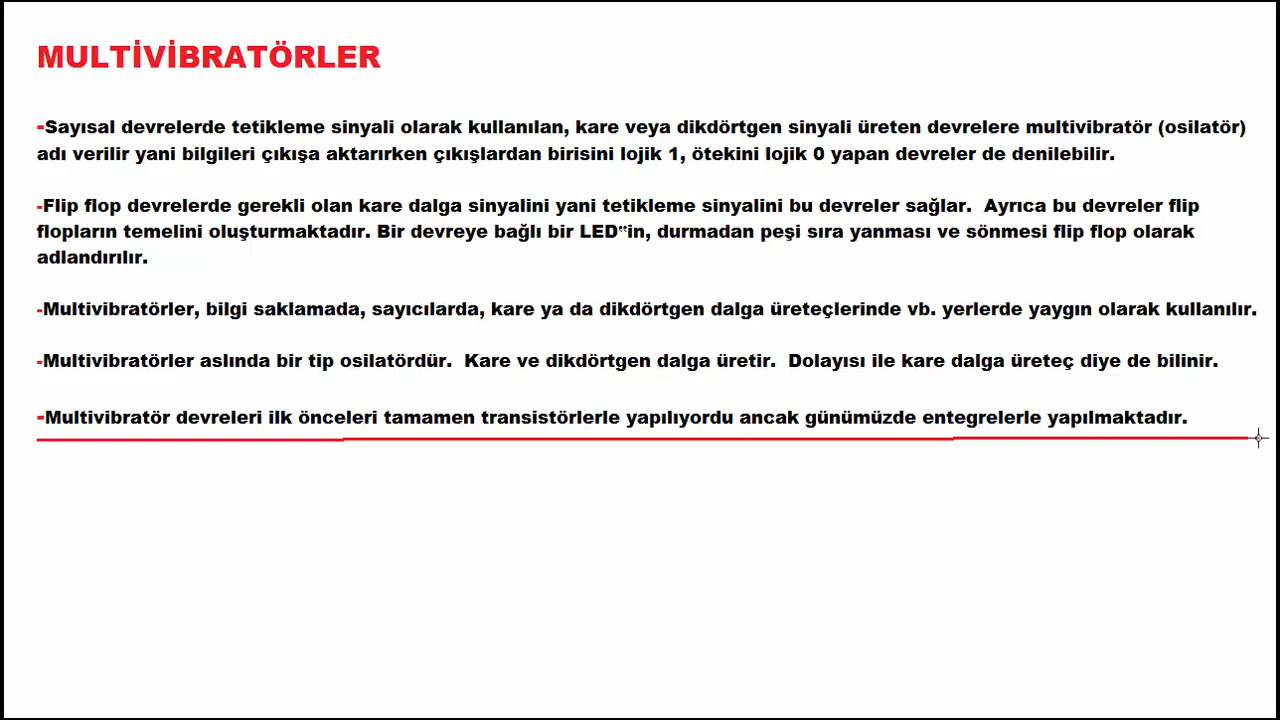 MULTİVİBRATÖRLER
-Sayısal devrelerde tetikleme sinyali olarak kullanılan, kare veya dikdörtgen sinyali üreten devrelere multivibratör (osilatör)
adı verilir yani bilgileri çıkışa aktarırken çıkışlardan birisini lojik 1, ötekini lojik 0 yapan devreler de denilebilir.
-Flip flop devrelerde gerekli olan kare dalga sinyalini yani tetikleme sinyalini bu devreler sağlar.  Ayrıca bu devreler flip
flopların temelini oluşturmaktadır. Bir devreye bağlı bir LED‟in, durmadan peşi sıra yanması ve sönmesi flip flop olarak
adlandırılır.
-Multivibratörler, bilgi saklamada, sayıcılarda, kare ya da dikdörtgen dalga üreteçlerinde vb. yerlerde yaygın olarak kullanılır.
-Multivibratörler aslında bir tip osilatördür.  Kare ve dikdörtgen dalga üretir.  Dolayısı ile kare dalga üreteç diye de bilinir.
-Multivibratör devreleri ilk önceleri tamamen transistörlerle yapılıyordu ancak günümüzde entegrelerle yapılmaktadır.